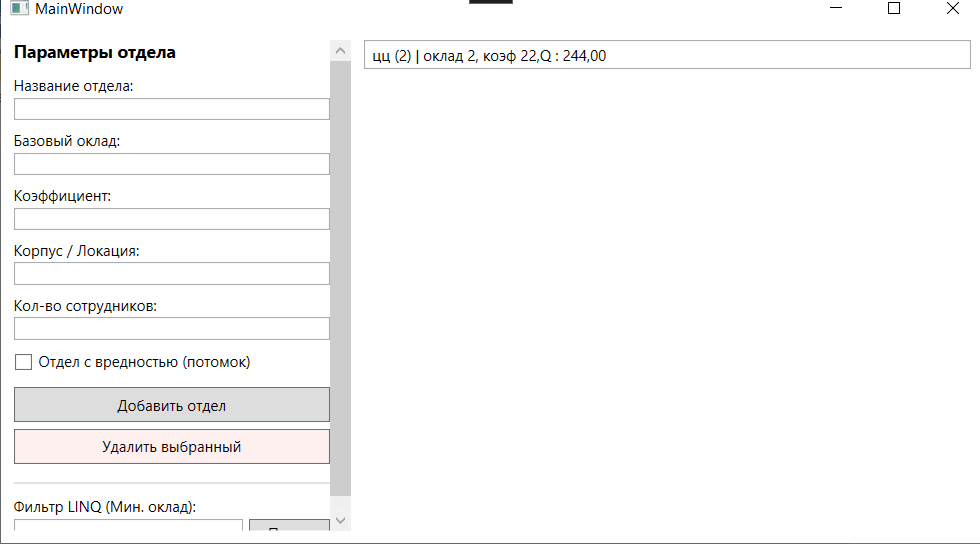 MainWindow
Параметры отдела
Название отдела:
Базовый оклад:
Коэффициент:
Корпус / Локация:
Кол-во сотрудников:
Отдел с вредностью (потомок)
Добавить отдел
Удалить выбранный
Фильтр LINQ (Мин. оклад):
цц (2) | оклад 2, коэф 22,Q : 244,00